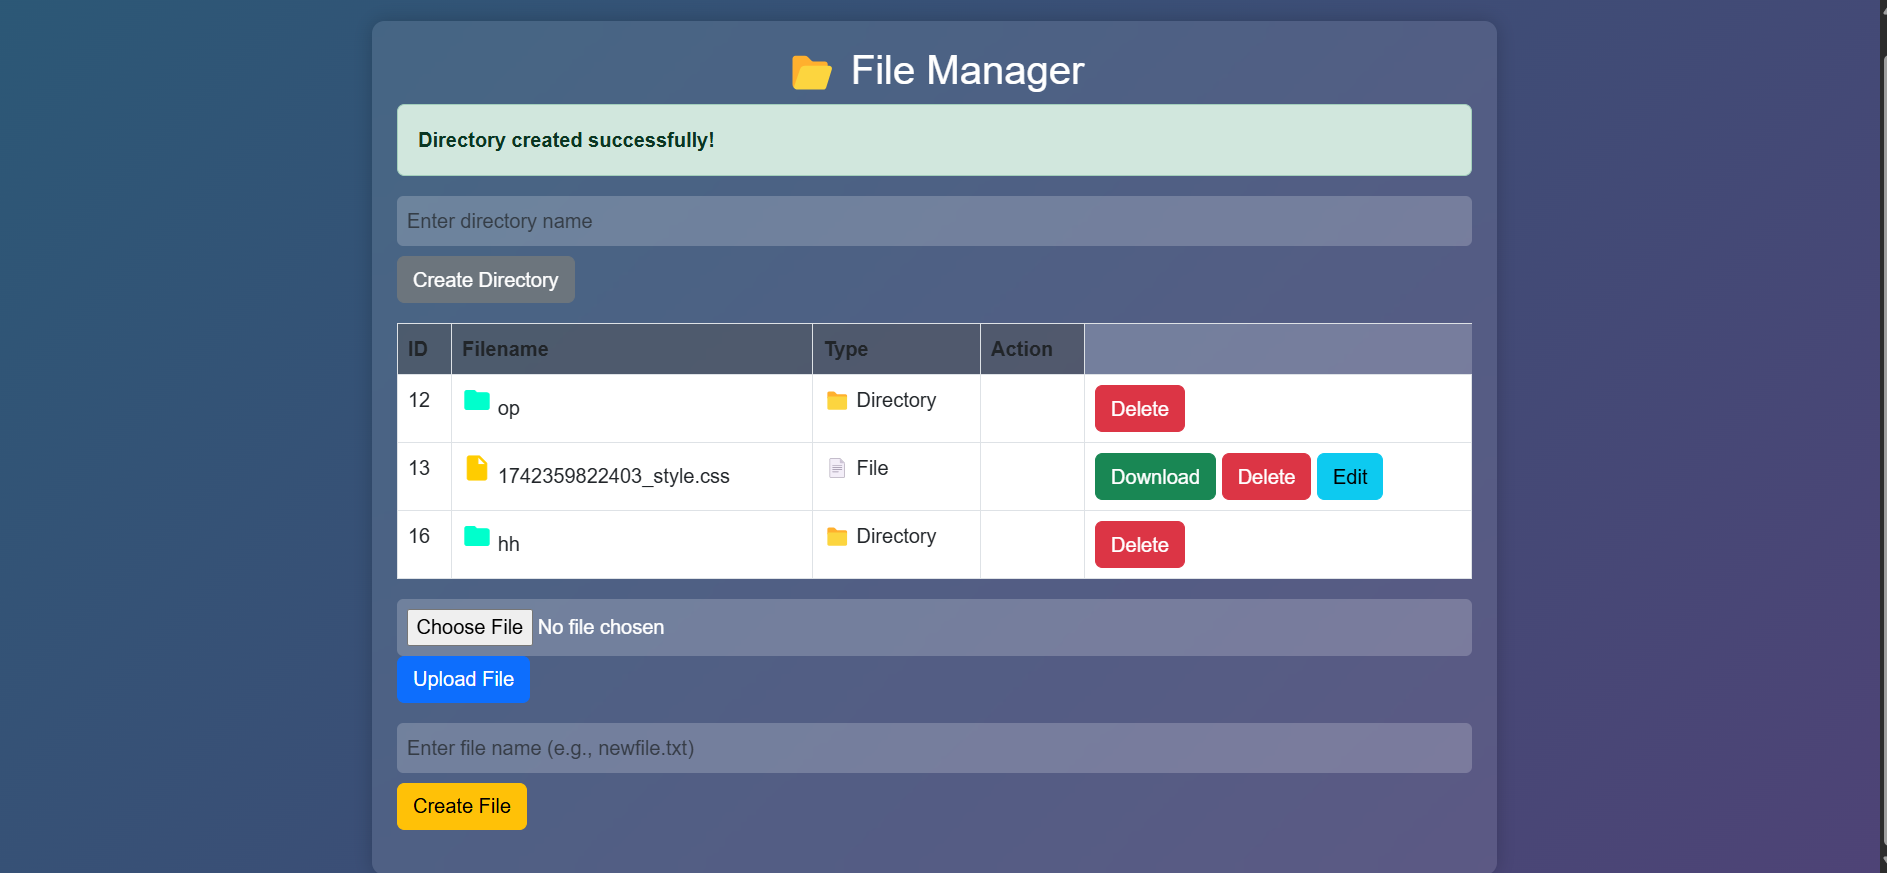 File Manager
Directory created successfully!
Enter directory name
Create Directory
ID Filename Type Action
12 op Directory Delete
13 1742359822403_style.css File Download Delete Edit
16 hh Directory Delete
Choose File No file chosen
Upload File
Enter file name (e.g., newfile.txt)
Create File